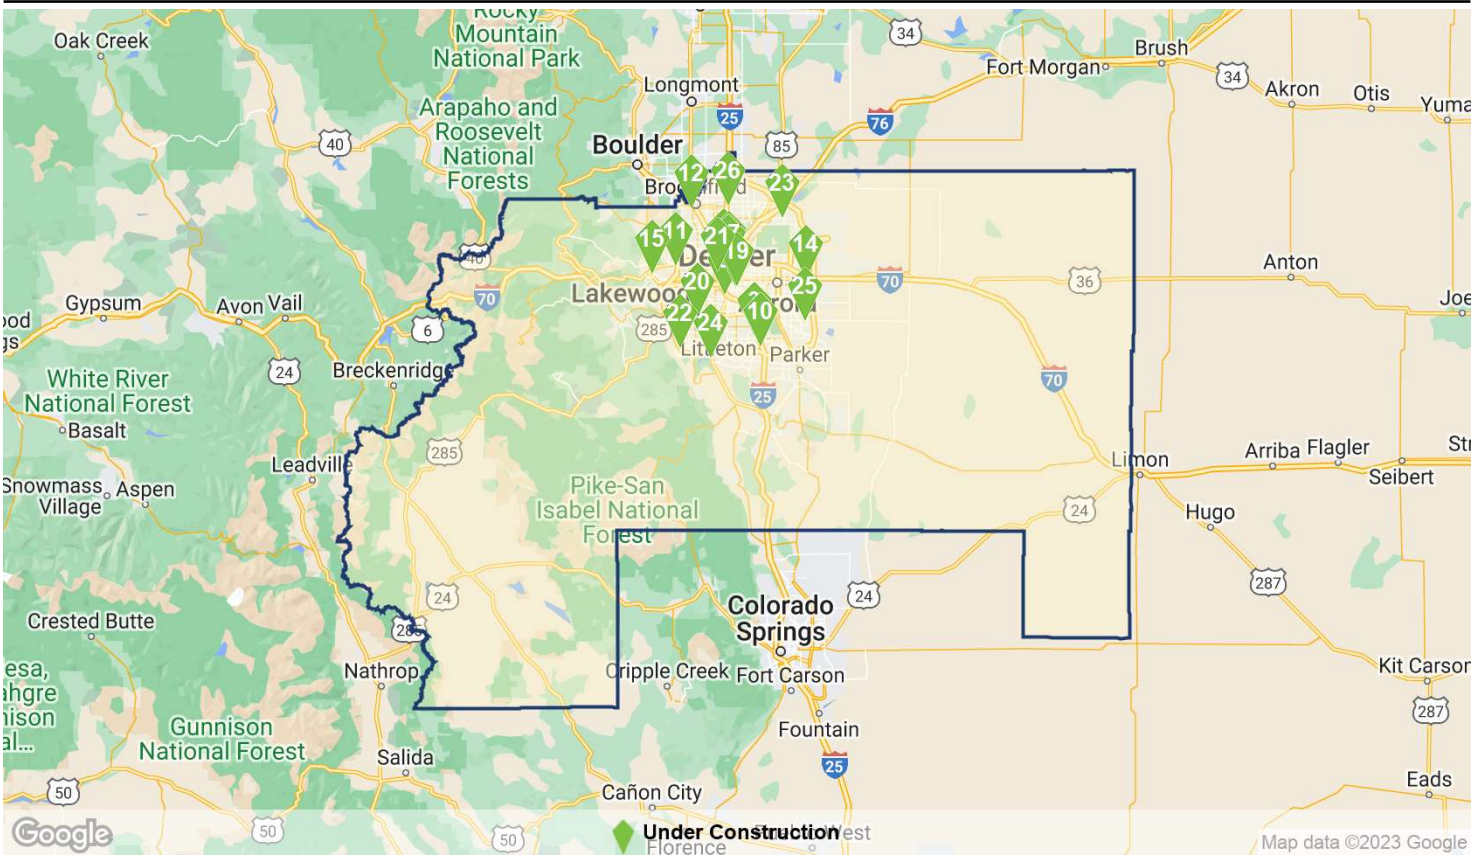 Rocky
Mountain
National Park
Oak Creek
34
Brush
Fort Morgan
34
Longmont
Akron
Otis
Yuma
Arapaho and
Roosevelt
National
Forests
25
76
40
Boulder
85
12
26
23
15
11
21
19
14
40
Lakewood
20
25
70
36
Anton
Gypsum
Avon
Vail
70
6
22
24
10
285
Littleton
Parker
24
Breckenridg
White River
National Forest
Basalt
25
70
285
Leadville
Limon
Arriba
Flagler
Seibert
Snowmass
Village
Aspen
Pike-San
Isabel National
Forest
24
Hugo
24
24
287
Colorado
Springs
Crested Butte
Nathrop
Cripple Creek
Fort Carson
Kit Carson
287
Gunnison
National Forest
Fountain
Salida
25
Eads
50
Cañon City
Google
50
50
Under Construction
Florence
West
Map data ©2023 Google